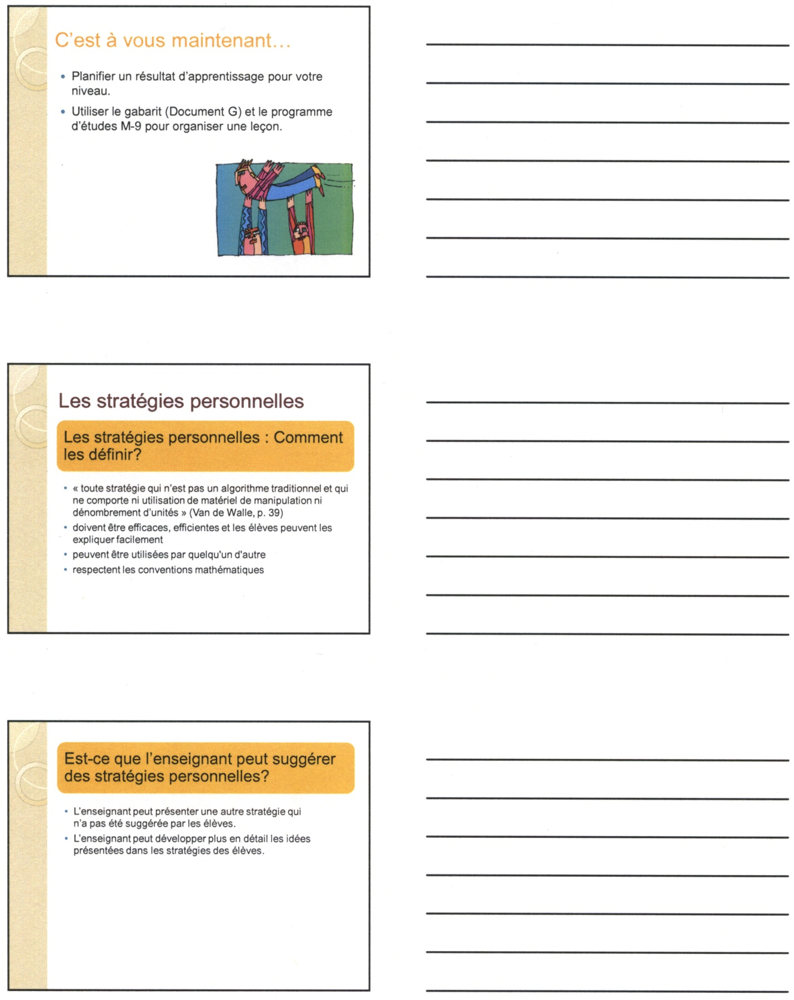 C'est à vous maintenant…
• Planifier un résultat d'apprentissage pour votre
niveau.
• Utiliser le gabarit (Document G) et le programme
d'études M-9 pour organiser une leçon.
Les stratégies personnelles
Les stratégies personnelles : Comment
les définir?
• « toute stratégie qui n'est pas un algorithme traditionnel et qui
ne comporte ni utilisation de matériel de manipulation ni
dénombrement d'unités » (Van de Walle, p. 39)
• doivent être efficaces, efficientes et les élèves peuvent les
expliquer facilement
• peuvent être utilisées par quelqu'un d'autre
• respectent les conventions mathématiques
Est-ce que l'enseignant peut suggérer
des stratégies personnelles?
• L'enseignant peut présenter une autre stratégie qui
n'a pas été suggérée par les élèves.
• L'enseignant peut développer plus en détail les idées
présentées dans les stratégies des élèves.